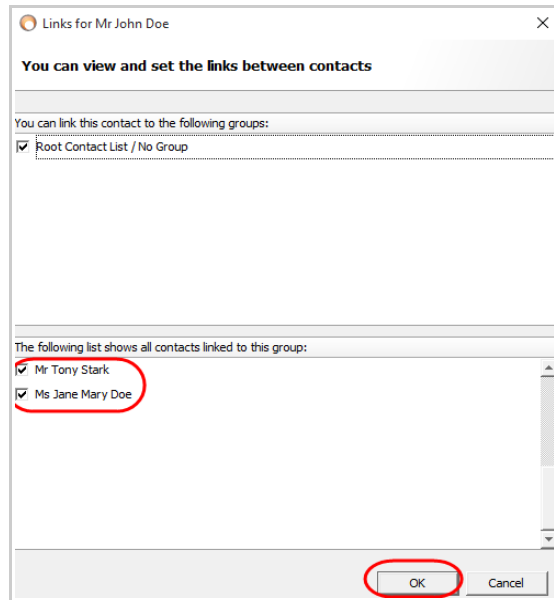 Links for Mr John Doe
You can view and set the links between contacts
You can link this contact to the following groups:
Root Contact List / No Group
The following list shows all contacts linked to this group:
Mr Tony Stark
Ms Jane Mary Doe
OK
Cancel